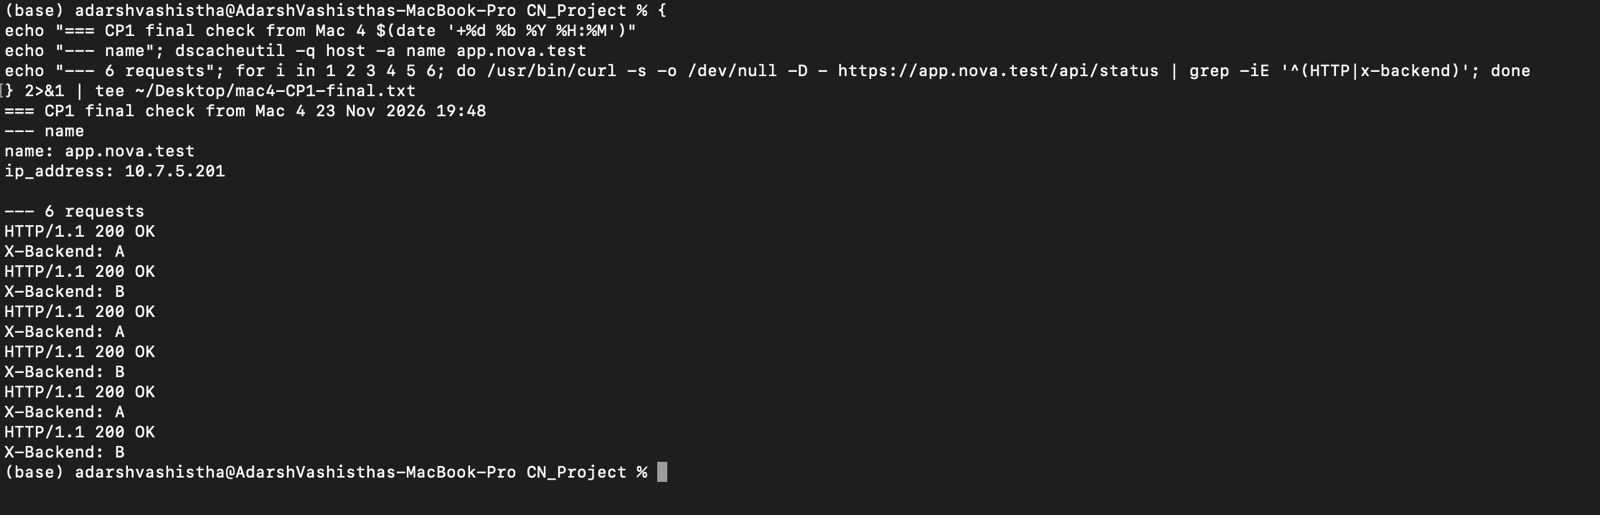 (base) adarshvashistha@AdarshVashisthas-MacBook-Pro CN_Project % {
echo "=== CP1 final check from Mac 4 $(date '+%d %b %Y %H:%M')"
echo "--- name"; dscacheutil -q host -a name app.nova.test
echo "--- 6 requests"; for i in 1 2 3 4 5 6; do /usr/bin/curl -s -o /dev/null -D - https://app.nova.test/api/status | grep -iE '^(HTTP|x-backend)'; done
} 2>&1 | tee ~/Desktop/mac4-CP1-final.txt
=== CP1 final check from Mac 4 23 Nov 2026 19:48
--- name
name: app.nova.test
ip_address: 10.7.5.201

--- 6 requests
HTTP/1.1 200 OK
X-Backend: A
HTTP/1.1 200 OK
X-Backend: B
HTTP/1.1 200 OK
X-Backend: A
HTTP/1.1 200 OK
X-Backend: B
HTTP/1.1 200 OK
X-Backend: A
HTTP/1.1 200 OK
X-Backend: B
(base) adarshvashistha@AdarshVashisthas-MacBook-Pro CN_Project %